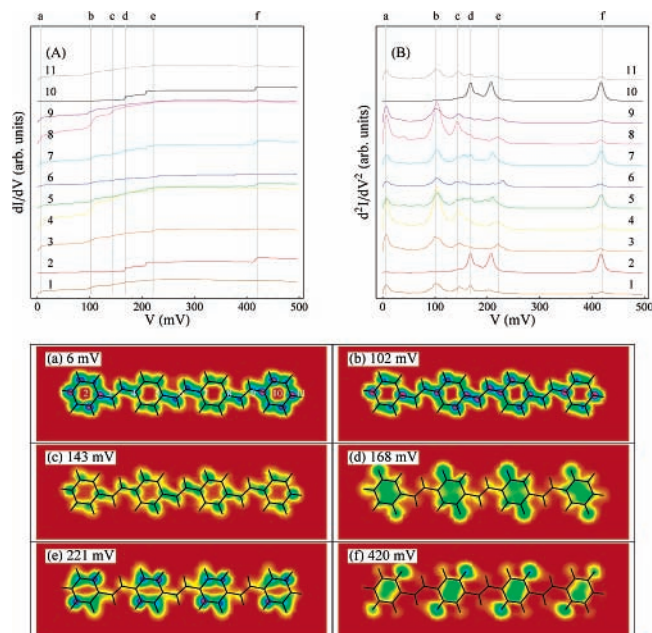 a b c d e f
a b c d e f
(A)
(B)
11
10
9
8
7
6
5
4
3
2
1
11
10
9
8
7
6
5
4
3
2
1
dI/dV (arb. units)
d²I/dV² (arb. units)
0 100 200 300 400 500
0 100 200 300 400 500
V (mV)
V (mV)
(a) 6 mV
(b) 102 mV
(c) 143 mV
(d) 168 mV
(e) 221 mV
(f) 420 mV